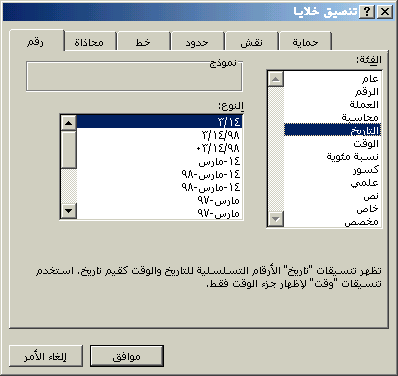 تنسيق خلايا
رقم
محاذاة
خط
حدود
نقش
حماية
الفئة:
عام
الرقم
العملة
محاسبة
التاريخ
الوقت
نسبة مئوية
كسور
علمي
نص
خاص
مخصص
نموذج
النوع:
٣/١٤
٣/١٤/٩٨
٠٣/١٤/٩٨
١٤-مارس
١٤-مارس-٩٨
١٤-مارس-٩٨
مارس-٩٧
مارس-٩٧
تظهر تنسيقات "تاريخ" الأرقام التسلسلية للتاريخ والوقت كقيم تاريخ. استخدم
تنسيقات "وقت" لإظهار جزء الوقت فقط.
موافق
إلغاء الأمر